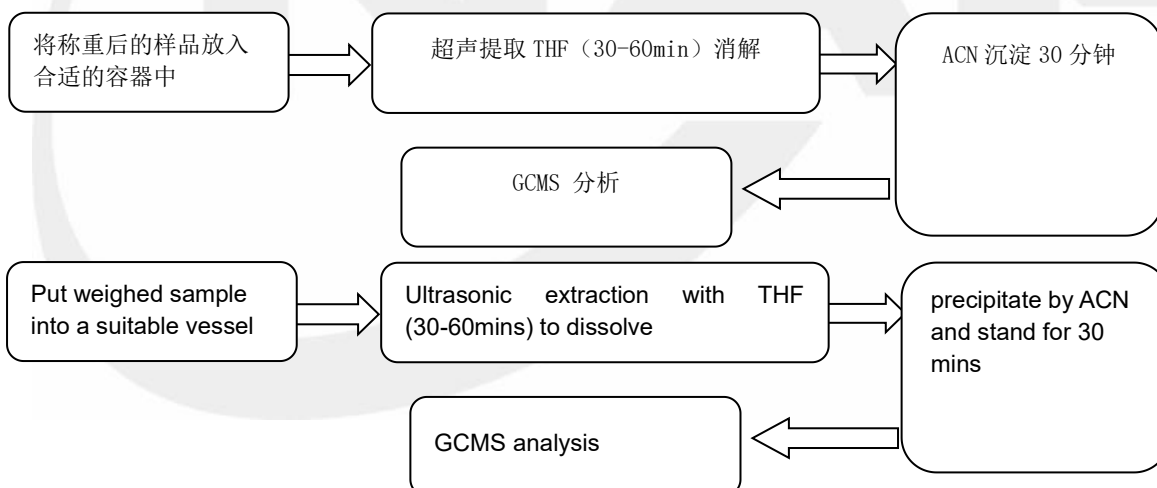 将称重后的样品放入
合适的容器中
超声提取 THF（30-60min）消解
ACN 沉淀 30 分钟
GCMS 分析
Put weighed sample
into a suitable vessel
Ultrasonic extraction with THF
(30-60mins) to dissolve
precipitate by ACN
and stand for 30
mins
GCMS analysis